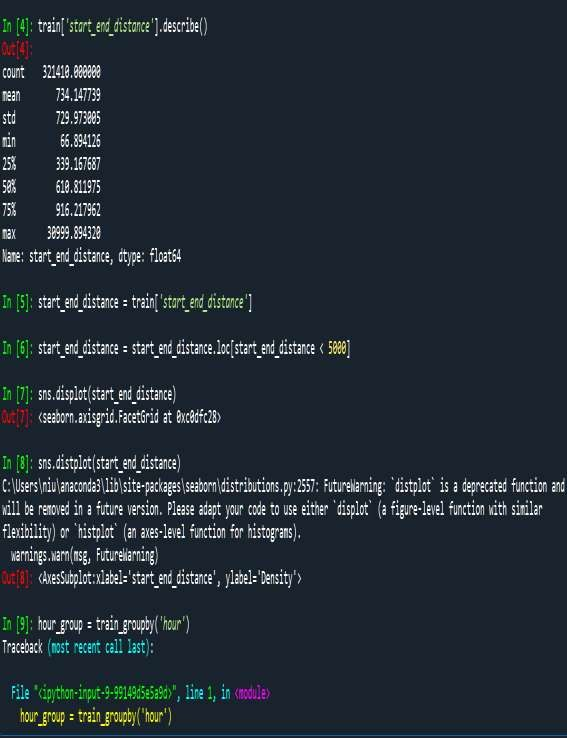 In [4]: train['start_end_distance'].describe()
Out[4]:
count 321410.000000
mean 734.147739
std 729.973005
min 66.894126
25% 339.167687
50% 610.811975
75% 916.217962
max 30999.894320
Name: start_end_distance, dtype: float64
In [5]: start_end_distance = train['start_end_distance']
In [6]: start_end_distance = start_end_distance.loc[start_end_distance < 5000]
In [7]: sns.displot(start_end_distance)
Out[7]: <seaborn.axisgrid.FacetGrid at 0xc0dfc28>
In [8]: sns.distplot(start_end_distance)
C:\Users\niu\anaconda3\lib\site-packages\seaborn\distributions.py:2557: FutureWarning: `distplot` is a deprecated function and
will be removed in a future version. Please adapt your code to use either `displot` (a figure-level function with similar
flexibility) or `histplot` (an axes-level function for histograms).
warnings.warn(msg, FutureWarning)
Out[8]: <AxesSubplot:xlabel='start_end_distance', ylabel='Density'>
In [9]: hour_group = train_groupby('hour')
Traceback (most recent call last):
File "<ipython-input-9-99149d5e5a9d>", line 1, in <module>
hour_group = train_groupby('hour')